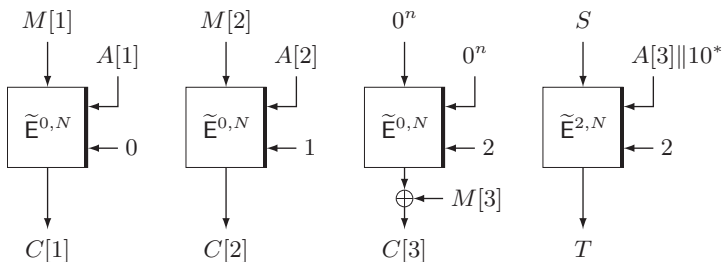 M[1] M[2] 0^n S
A[1] A[2] 0^n A[3]∥10*
Ẽ^{0,N} Ẽ^{0,N} Ẽ^{0,N} Ẽ^{2,N}
0 1 2 2
M[3]
C[1] C[2] C[3] T